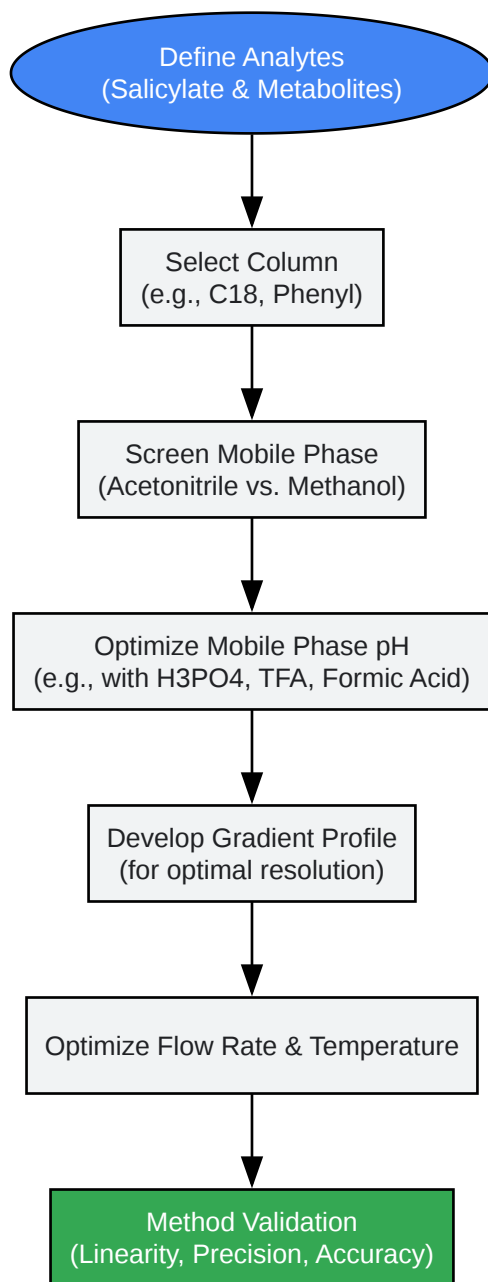 Define Analytes
(Salicylate & Metabolites)
Select Column
(e.g., C18, Phenyl)
Screen Mobile Phase
(Acetonitrile vs. Methanol)
Optimize Mobile Phase pH
(e.g., with H3PO4, TFA, Formic Acid)
Develop Gradient Profile
(for optimal resolution)
Optimize Flow Rate & Temperature
Method Validation
(Linearity, Precision, Accuracy)